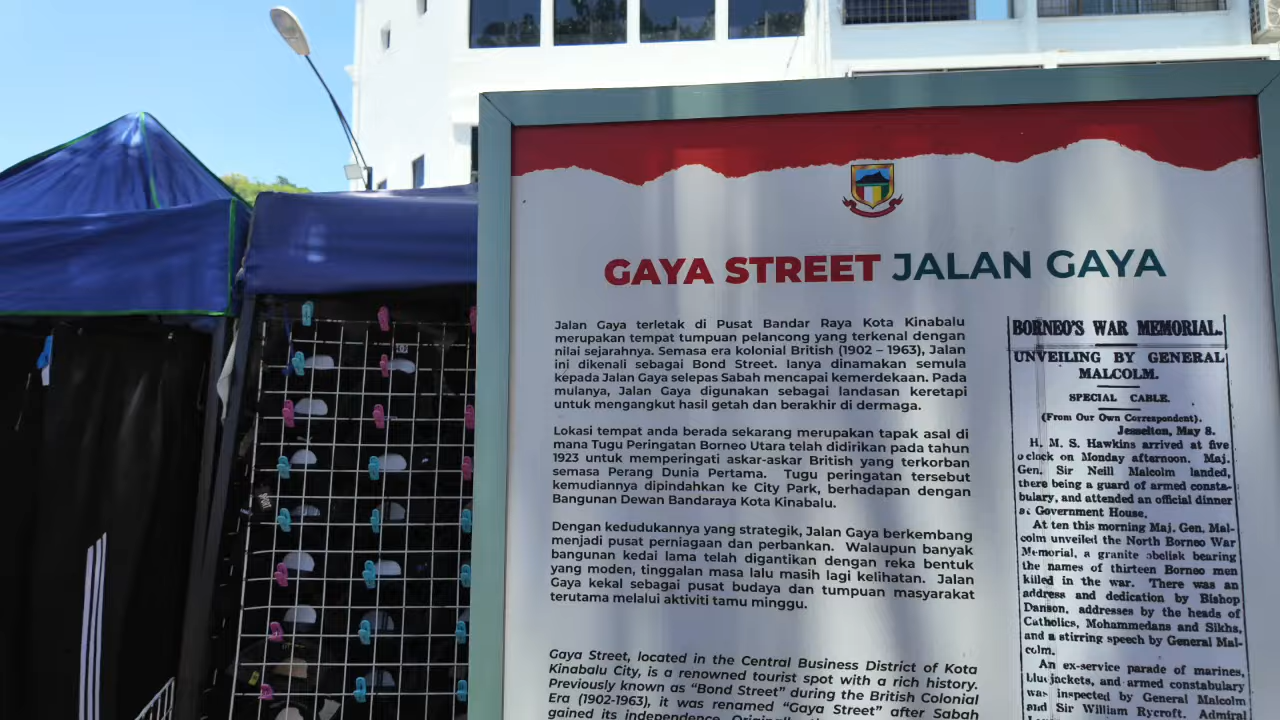 GAYA STREET JALAN GAYA
Jalan Gaya terletak di Pusat Bandar Raya Kota Kinabalu
merupakan tempat tumpuan pelancong yang terkenal dengan
nilai sejarahnya. Semasa era kolonial British (1902 – 1963), Jalan
ini dikenali sebagai Bond Street. Ianya dinamakan semula
kepada Jalan Gaya selepas Sabah mencapai kemerdekaan. Pada
mulanya, Jalan Gaya digunakan sebagai landasan keretapi
untuk mengangkut hasil getah dan berakhir di dermaga.
Lokasi tempat anda berada sekarang merupakan tapak asal di
mana Tugu Peringatan Borneo Utara telah didirikan pada tahun
1923 untuk memperingati askar-askar British yang terkorban
semasa Perang Dunia Pertama. Tugu peringatan tersebut
kemudiannya dipindahkan ke City Park, berhadapan dengan
Bangunan Dewan Bandaraya Kota Kinabalu.
Dengan kedudukannya yang strategik, Jalan Gaya berkembang
menjadi pusat perniagaan dan perbankan. Walaupun banyak
bangunan kedai lama telah digantikan dengan reka bentuk
yang moden, tinggalan masa lalu masih lagi kelihatan. Jalan
Gaya kekal sebagai pusat budaya dan tumpuan masyarakat
terutama melalui aktiviti tamu minggu.
Gaya Street, located in the Central Business District of Kota
Kinabalu City, is a renowned tourist spot with a rich history.
Previously known as "Bond Street" during the British Colonial
Era (1902-1963), it was renamed "Gaya Street" after Sabah
gained its independence.
BORNEO'S WAR MEMORIAL.
UNVEILING BY GENERAL
MALCOLM.
SPECIAL CABLE.
(From Our Own Correspondent).
Jesselton, May 8.
H. M. S. Hawkins arrived at five
o'clock on Monday afternoon. Maj.
Gen. Sir Neill Malcolm landed,
there being a guard of armed consta-
bulary, and attended an official dinner
at Government House.
At ten this morning Maj. Gen. Mal-
colm unveiled the North Borneo War
Memorial, a granite obelisk bearing
the names of thirteen Borneo men
killed in the war. There was an
address and dedication by Bishop
Danson, addresses by the heads of
Catholics, Mohammedans and Sikhs,
and a stirring speech by General Mal-
colm.
An ex-service parade of marines,
bluejackets, and armed constabulary
was inspected by General Malcolm
and Sir William Rycroft. Admiral